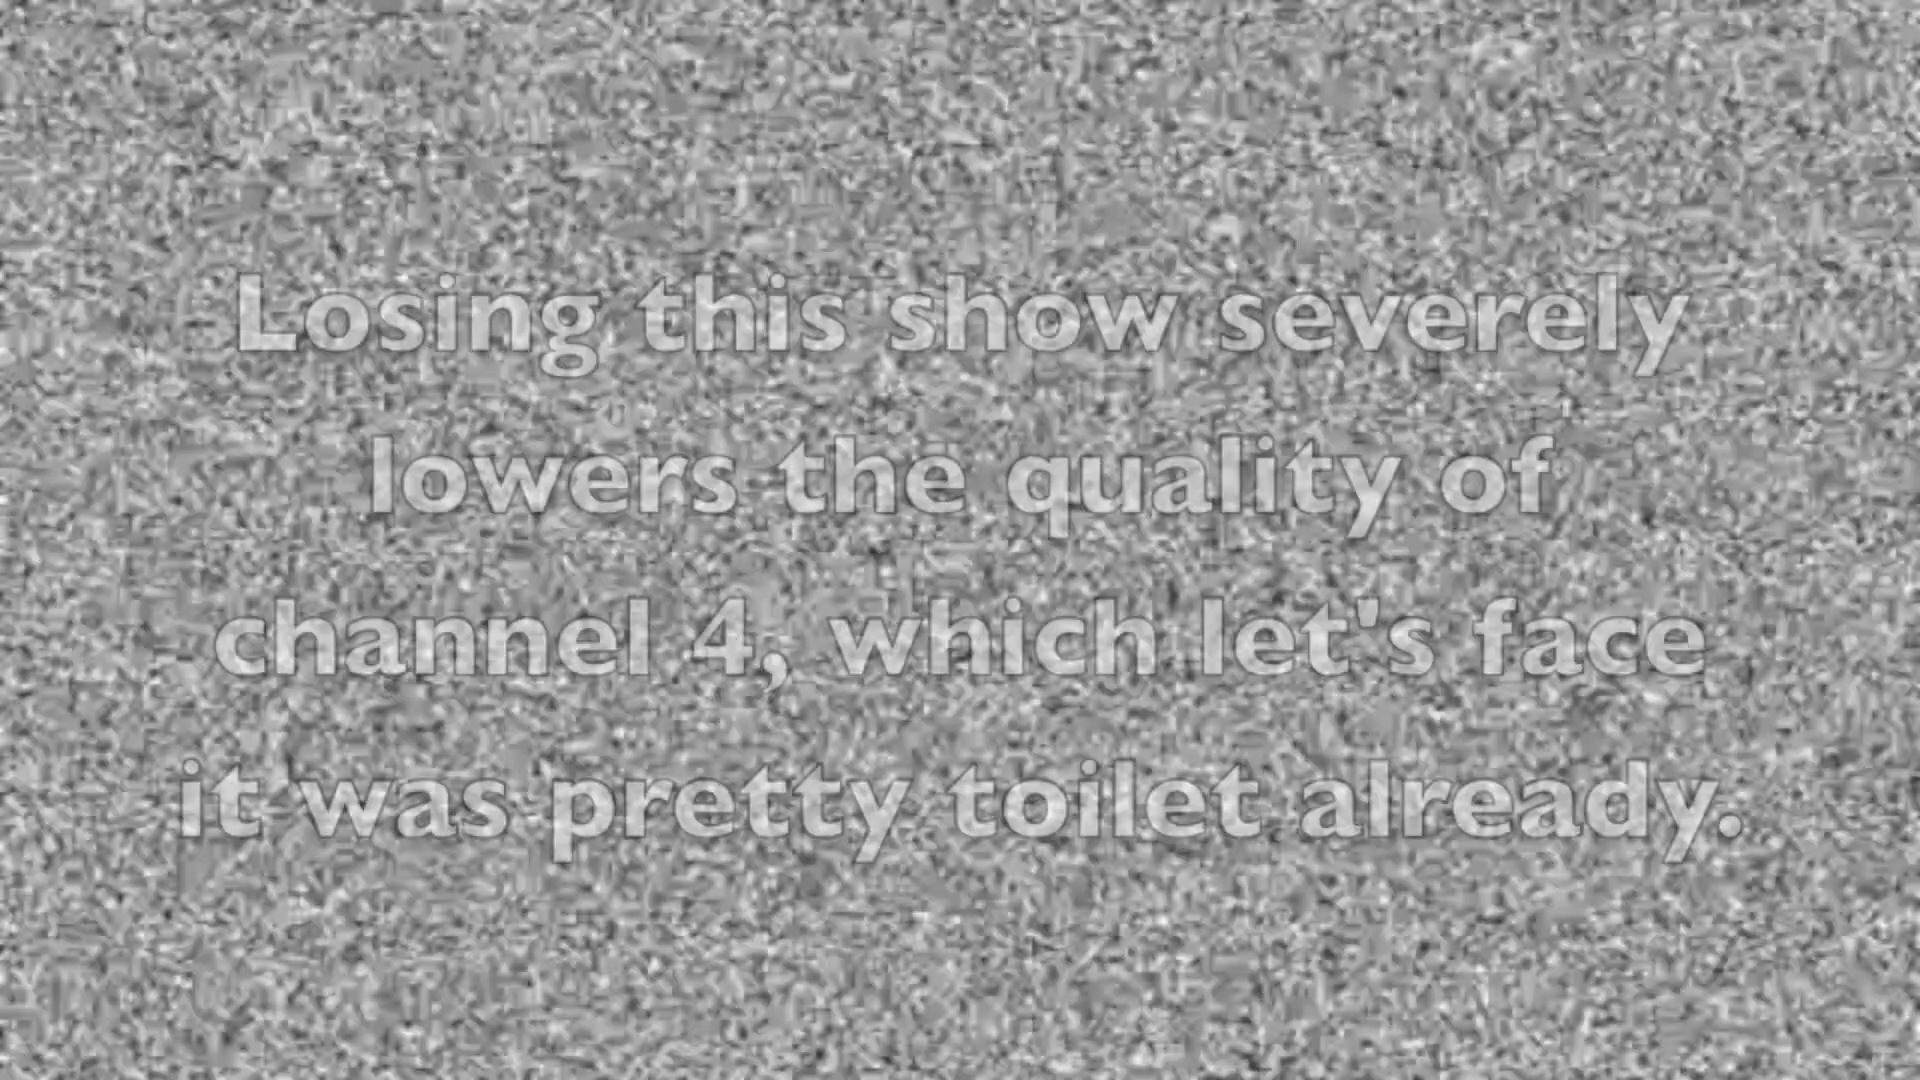 Losing this show severely
lowers the quality of
channel 4, which let's face
it was pretty toilet already.